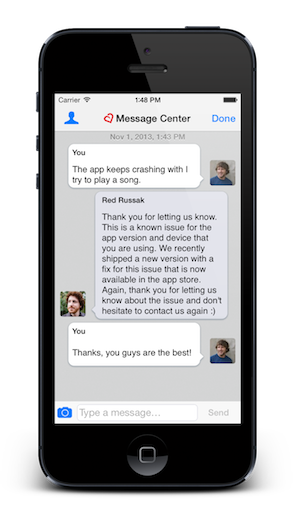 Carrier 1:48 PM
Message Center Done
Nov 1, 2013, 1:43 PM
You
The app keeps crashing with I
try to play a song.
Red Russak
Thank you for letting us know.
This is a known issue for the
app version and device that
you are using. We recently
shipped a new version with a
fix for this issue that is now
available in the app store.
Again, thank you for letting us
know about the issue and don't
hesitate to contact us again :)
You
Thanks, you guys are the best!
Type a message... Send